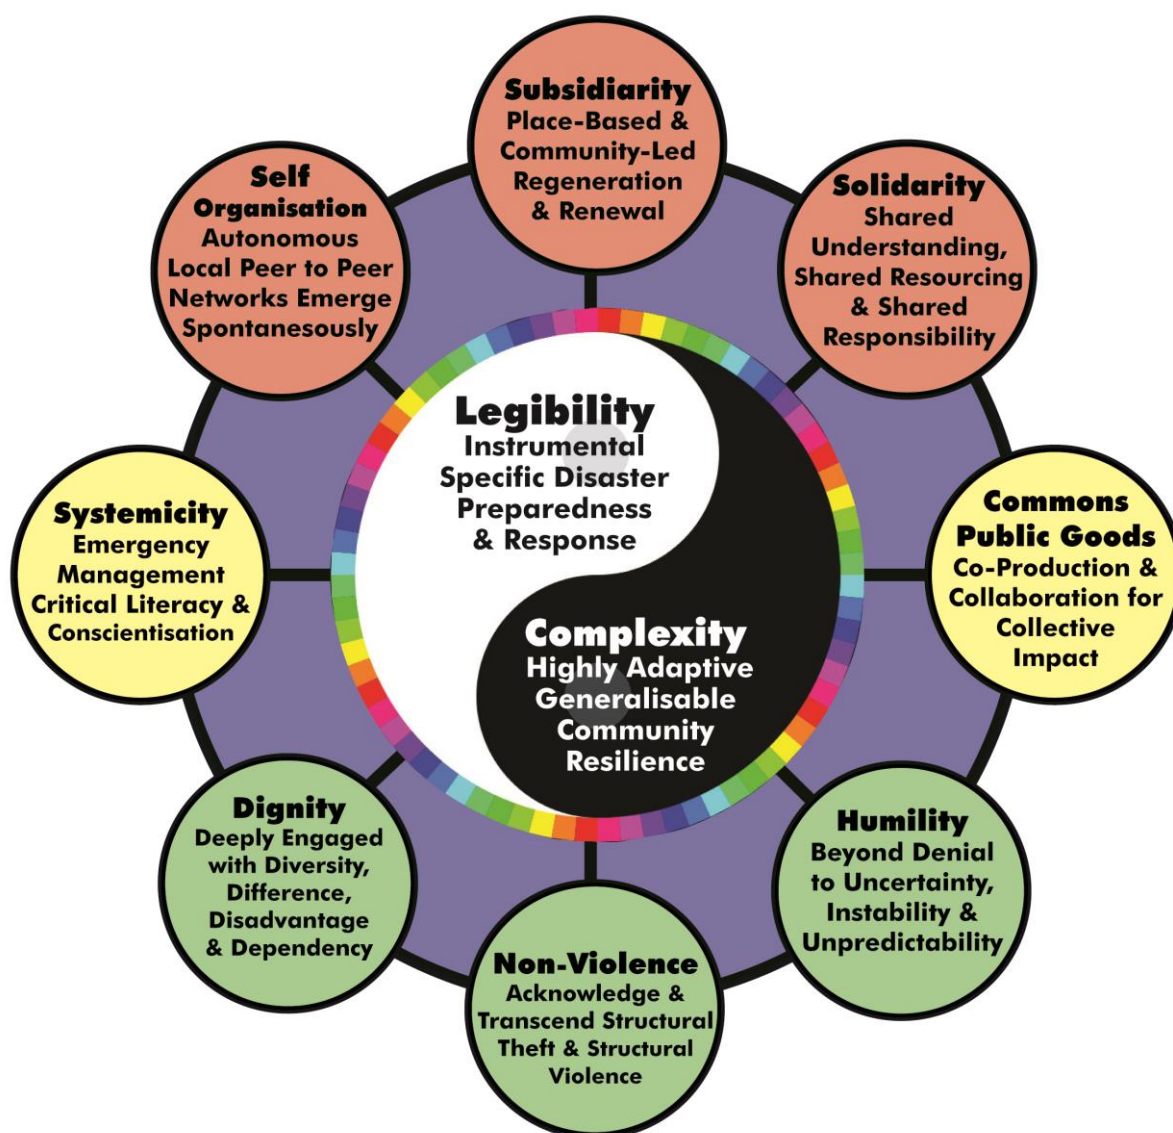 Subsidiarity
Place-Based &
Community-Led
Regeneration
& Renewal
Self
Organisation
Autonomous
Local Peer to Peer
Networks Emerge
Spontanesously
Solidarity
Shared
Understanding,
Shared Resourcing
& Shared
Responsibility
Legibility
Instrumental
Specific Disaster
Preparedness
& Response
Systemicity
Emergency
Management
Critical Literacy &
Conscientisation
Commons
Public Goods
Co-Production &
Collaboration for
Collective
Impact
Complexity
Highly Adaptive
Generalisable
Community
Resilience
Dignity
Deeply Engaged
with Diversity,
Difference,
Disadvantage
& Dependency
Humility
Beyond Denial
to Uncertainty,
Instability &
Unpredictability
Non-Violence
Acknowledge &
Transcend Structural
Theft & Structural
Violence